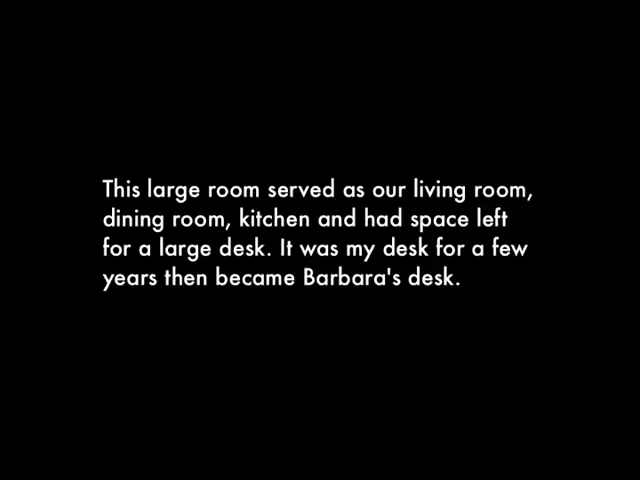 This large room served as our living room,
dining room, kitchen and had space left
for a large desk. It was my desk for a few
years then became Barbara's desk.